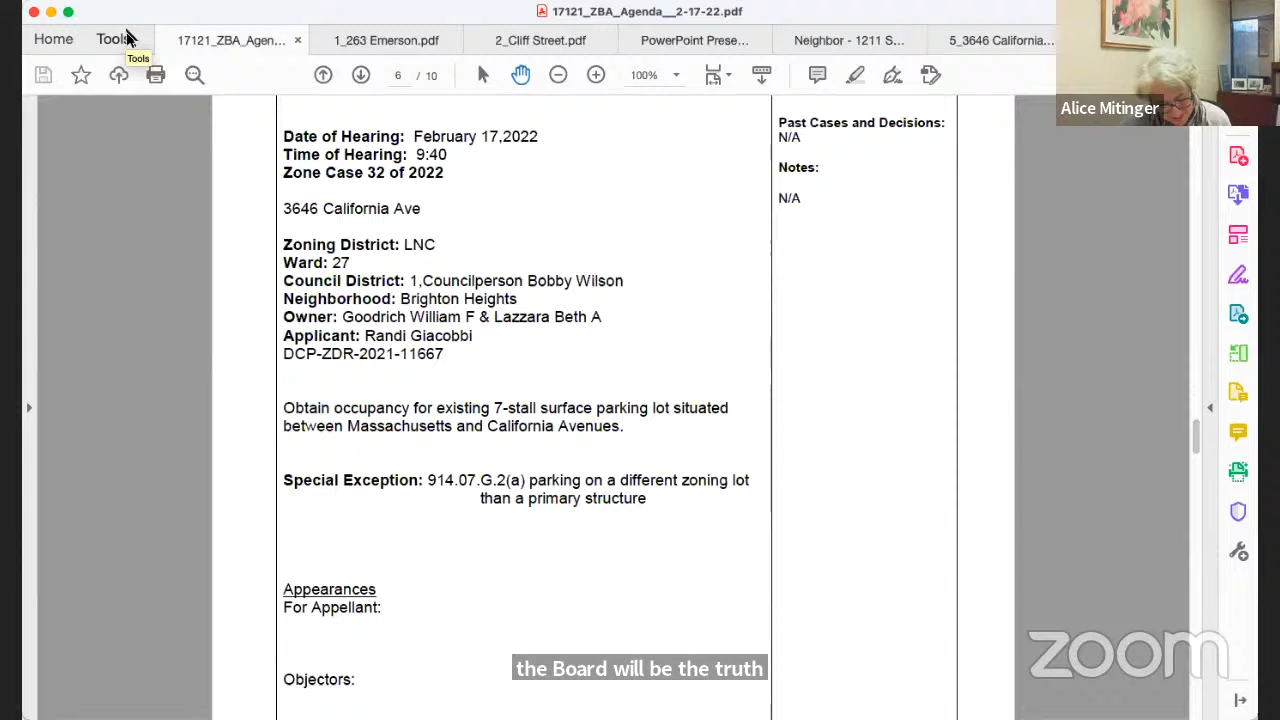 17121_ZBA_Agenda__2-17-22.pdf
Home
Tools
17121_ZBA_Agen...
1_263 Emerson.pdf
2_Cliff Street.pdf
PowerPoint Prese...
Neighbor - 1211 S...
5_3646 California...
Tools
6 / 10
100%
Alice Mitinger
Date of Hearing: February 17,2022
Time of Hearing: 9:40
Zone Case 32 of 2022
3646 California Ave
Zoning District: LNC
Ward: 27
Council District: 1,Councilperson Bobby Wilson
Neighborhood: Brighton Heights
Owner: Goodrich William F & Lazzara Beth A
Applicant: Randi Giacobbi
DCP-ZDR-2021-11667
Obtain occupancy for existing 7-stall surface parking lot situated
between Massachusetts and California Avenues.
Special Exception: 914.07.G.2(a) parking on a different zoning lot
than a primary structure
Appearances
For Appellant:
Objectors:
Past Cases and Decisions:
N/A
Notes:
N/A
the Board will be the truth
zoom